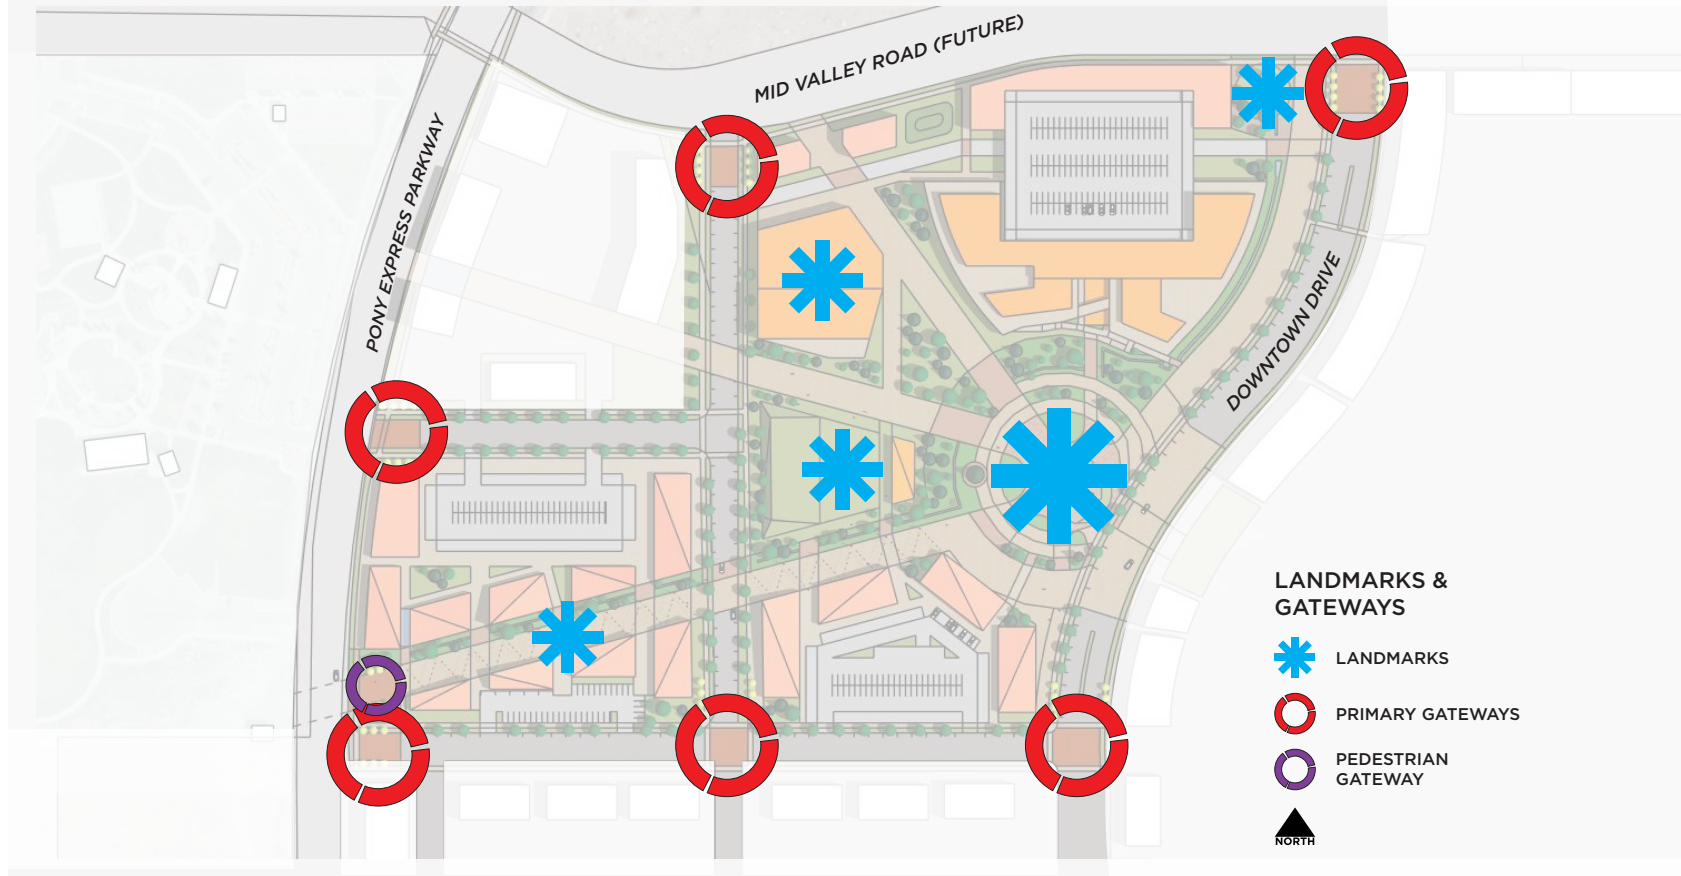 MID VALLEY ROAD (FUTURE)
PONY EXPRESS PARKWAY
DOWNTOWN DRIVE
LANDMARKS &
GATEWAYS
LANDMARKS
PRIMARY GATEWAYS
PEDESTRIAN
GATEWAY
NORTH